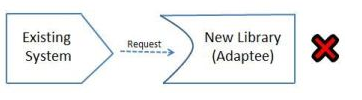 Existing
System
Request
New Library
(Adaptee)